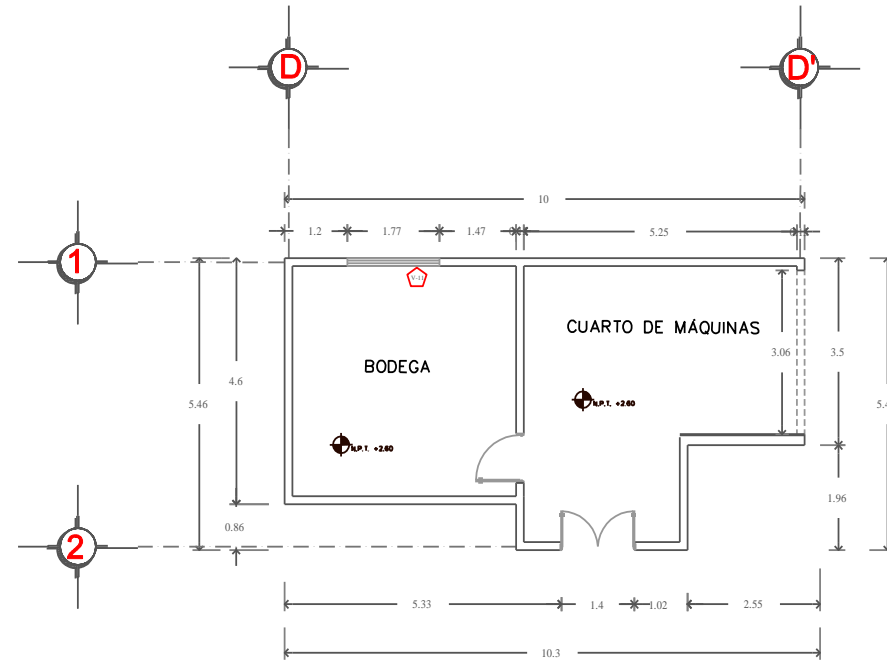 D D'
10
1.2 1.77 1.47 5.25
1
V-11
CUARTO DE MÁQUINAS
3.06 3.5
BODEGA
4.6
5.46
N.P.T. +2.60
N.P.T. +2.60
1.96
0.86
2
5.33 1.4 1.02 2.55
10.3